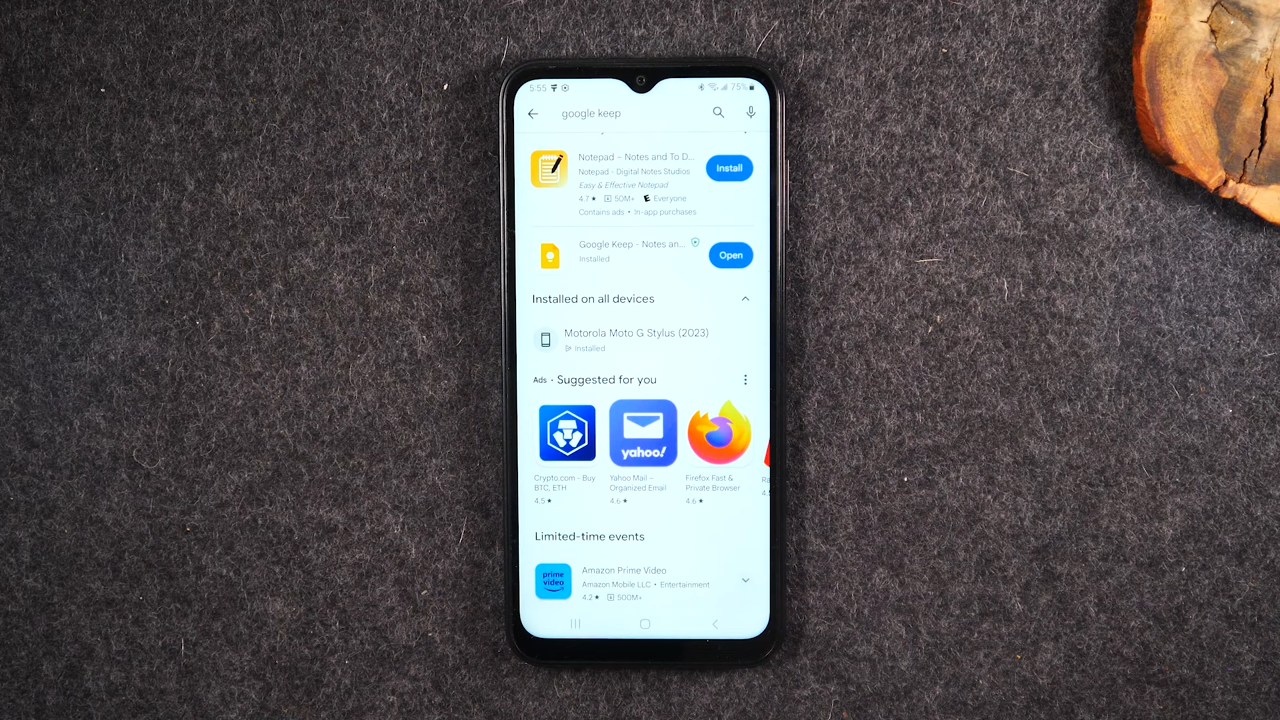 5:55
75%
google keep
Notepad – Notes and To D...
Notepad - Digital Notes Studios
Easy & Effective Notepad
4.7★ 50M+ E Everyone
Contains ads • In-app purchases
Install
Google Keep - Notes an...
Installed
Open
Installed on all devices
Motorola Moto G Stylus (2023)
Installed
Ads • Suggested for you
yahoo!
Crypto.com - Buy
BTC, ETH
4.5★
Yahoo Mail –
Organized Email
4.6★
Firefox Fast &
Private Browser
4.6★
Limited-time events
prime
video
Amazon Prime Video
Amazon Mobile LLC • Entertainment
4.2★ 500M+